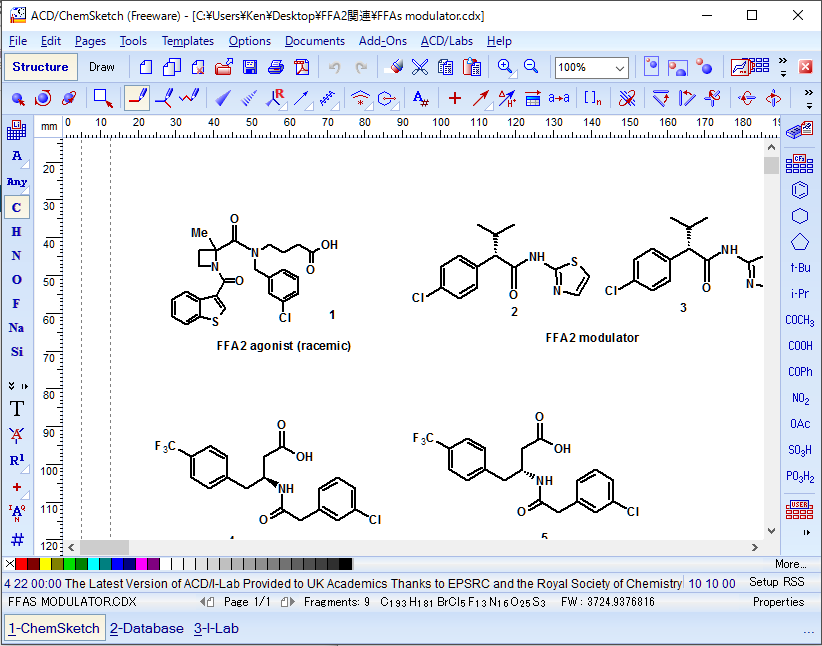 ACD/ChemSketch (Freeware) - [C:¥Users¥Ken¥Desktop¥FFA2関連¥FFAs modulator.cdx]
File Edit Pages Tools Templates Options Documents Add-Ons ACD/Labs Help
Structure Draw 100%
mm 0 10 20 30 40 50 60 70 80 90 100 110 120 130 140 150 160 170 180
20
30
40
50
60
70
80
90
100
110
120
A
Any
C
H
N
O
F
Na
Si
T
R¹
#
t-Bu
i-Pr
COCH₃
COOH
COPh
NO₂
OAc
SO₃H
PO₃H₂
USER
Me O
N OH
O
N O
Cl
S
1
FFA2 agonist (racemic)
NH S
N
O
Cl
2
NH
N
O
Cl
3
FFA2 modulator
F₃C O
OH
NH
O
Cl
F₃C O
OH
NH
O
Cl
5
More...
4 22 00:00 The Latest Version of ACD/I-Lab Provided to UK Academics Thanks to EPSRC and the Royal Society of Chemistry 10 10 00 Setup RSS
FFAS MODULATOR.CDX Page 1/1 Fragments: 9 C₁₉₃H₁₈₁BrCl₅F₁₃N₁₆O₂₅S₃ FW : 3724.9376816 Properties
1-ChemSketch 2-Database 3-I-Lab ...